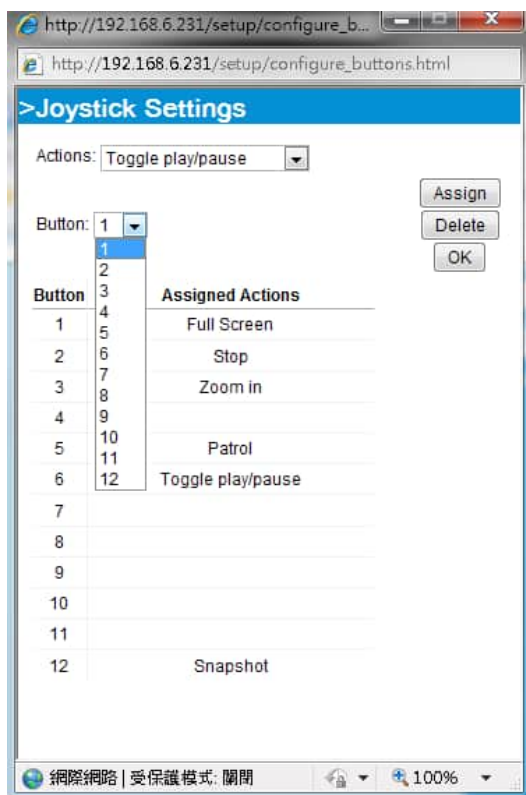 http://192.168.6.231/setup/configure_b...
http://192.168.6.231/setup/configure_buttons.html
>Joystick Settings
Actions: Toggle play/pause
Assign
Button: 1
Delete
OK
1
2
3
4
5
6
7
8
9
10
11
12
Button Assigned Actions
1 Full Screen
2 Stop
3 Zoom in
4
5 Patrol
6 Toggle play/pause
7
8
9
10
11
12 Snapshot
網際網路 | 受保護模式: 關閉 100%